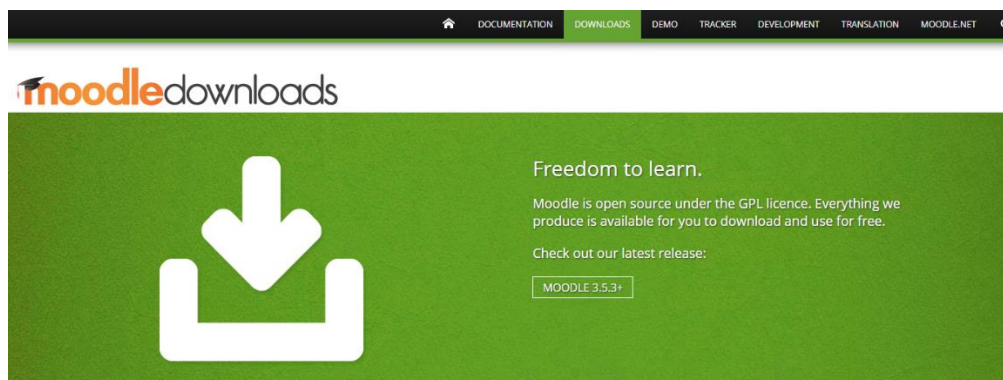 DOCUMENTATION DOWNLOADS DEMO TRACKER DEVELOPMENT TRANSLATION MOODLE.NET
moodledownloads
Freedom to learn.
Moodle is open source under the GPL licence. Everything we
produce is available for you to download and use for free.
Check out our latest release:
MOODLE 3.5.3+